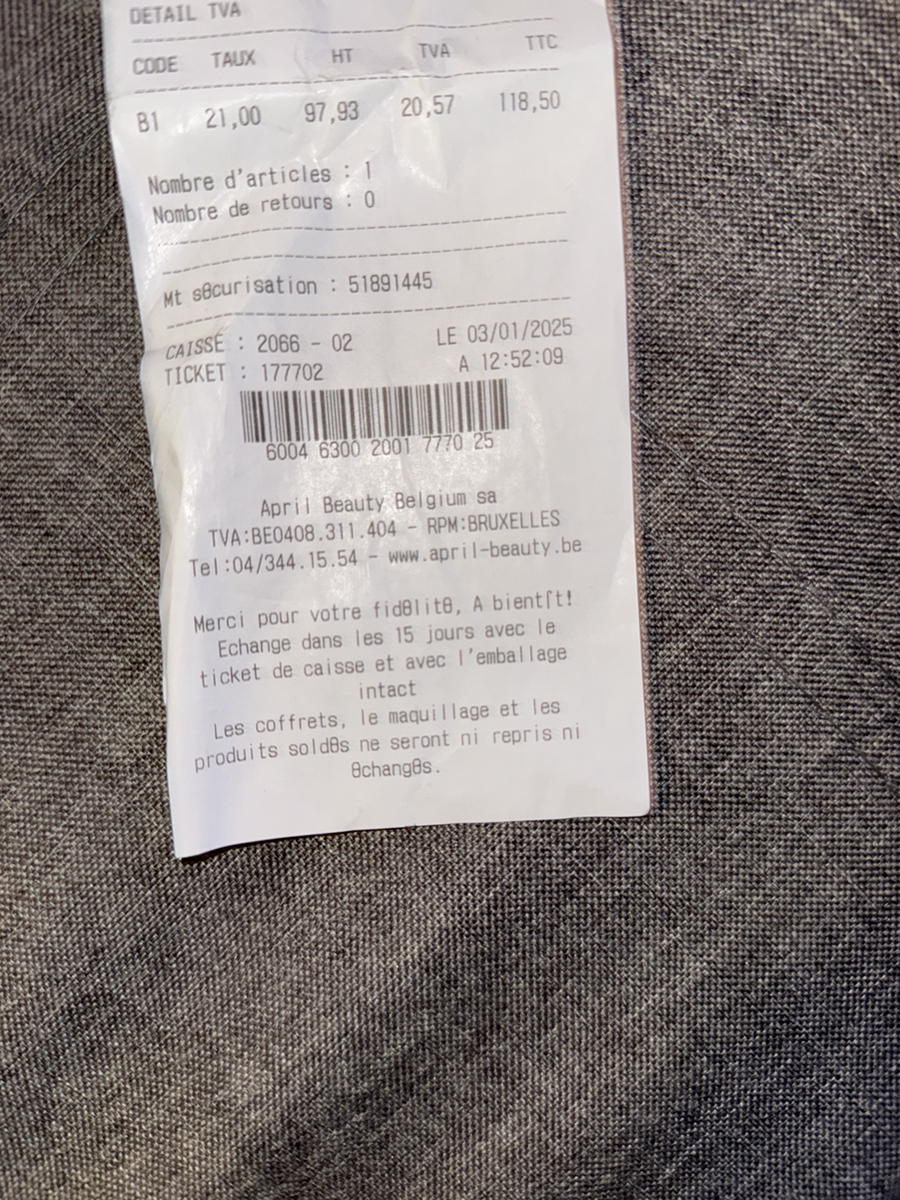 DETAIL TVA
CODE TAUX HT TVA TTC
B1 21,00 97,93 20,57 118,50
Nombre d'articles : 1
Nombre de retours : 0
Mt sθcurisation : 51891445
CAISSE : 2066 - 02 LE 03/01/2025
TICKET : 177702 A 12:52:09
6004 6300 2001 7770 25
April Beauty Belgium sa
TVA:BE0408.311.404 - RPM:BRUXELLES
Tel:04/344.15.54 - www.april-beauty.be
Merci pour votre fidθlitθ, A bient⌠t!
Echange dans les 15 jours avec le
ticket de caisse et avec l'emballage
intact
Les coffrets, le maquillage et les
produits soldθs ne seront ni repris ni
θchangθs.